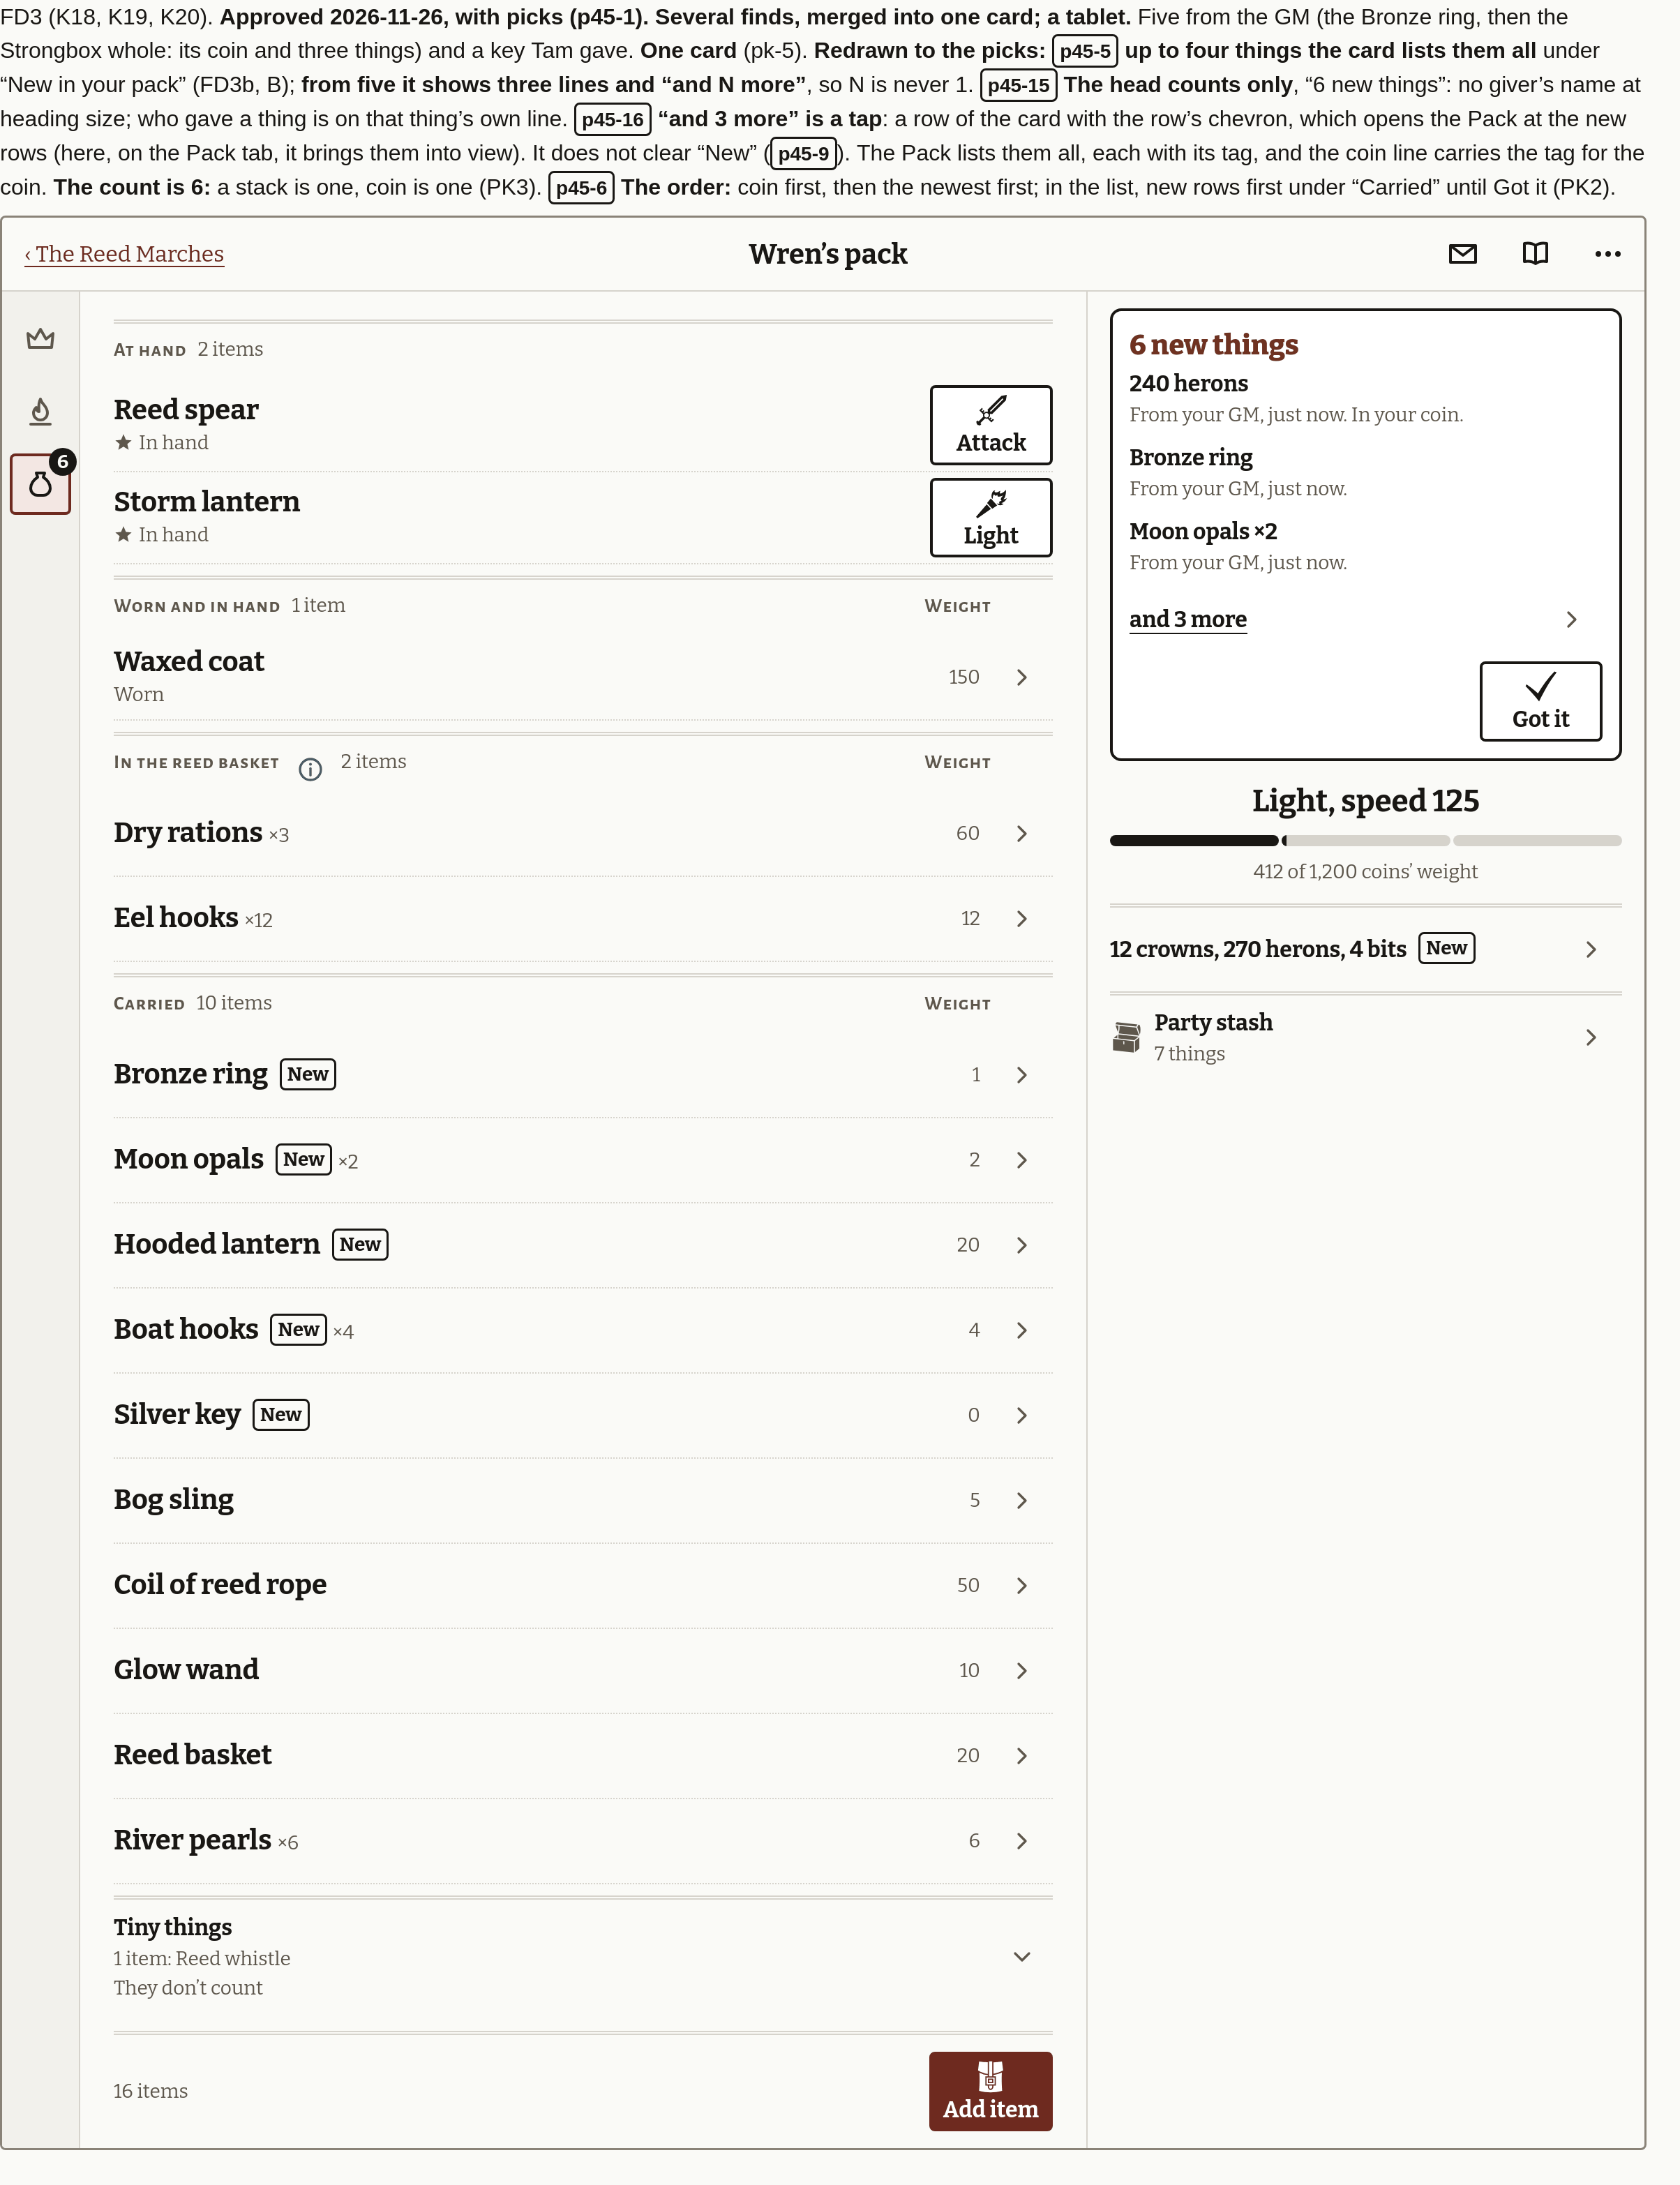 FD3 (K18, K19, K20). Approved 2026-11-26, with picks (p45-1). Several finds, merged into one card; a tablet. Five from the GM (the Bronze ring, then the
Strongbox whole: its coin and three things) and a key Tam gave. One card (pk-5). Redrawn to the picks: p45-5 up to four things the card lists them all under
“New in your pack” (FD3b, B); from five it shows three lines and “and N more”, so N is never 1. p45-15 The head counts only, “6 new things”: no giver’s name at
heading size; who gave a thing is on that thing’s own line. p45-16 “and 3 more” is a tap: a row of the card with the row’s chevron, which opens the Pack at the new
rows (here, on the Pack tab, it brings them into view). It does not clear “New” (p45-9). The Pack lists them all, each with its tag, and the coin line carries the tag for the
coin. The count is 6: a stack is one, coin is one (PK3). p45-6 The order: coin first, then the newest first; in the list, new rows first under “Carried” until Got it (PK2).
‹ The Reed Marches
Wren’s pack
6
At hand 2 items
Reed spear
★ In hand
Attack
Storm lantern
★ In hand
Light
Worn and in hand 1 item Weight
Waxed coat
Worn
150
In the reed basket 2 items Weight
Dry rations ×3 60
Eel hooks ×12 12
Carried 10 items Weight
Bronze ring New 1
Moon opals New ×2 2
Hooded lantern New 20
Boat hooks New ×4 4
Silver key New 0
Bog sling 5
Coil of reed rope 50
Glow wand 10
Reed basket 20
River pearls ×6 6
Tiny things
1 item: Reed whistle
They don’t count
16 items
Add item
6 new things
240 herons
From your GM, just now. In your coin.
Bronze ring
From your GM, just now.
Moon opals ×2
From your GM, just now.
and 3 more
Got it
Light, speed 125
412 of 1,200 coins’ weight
12 crowns, 270 herons, 4 bits New
Party stash
7 things